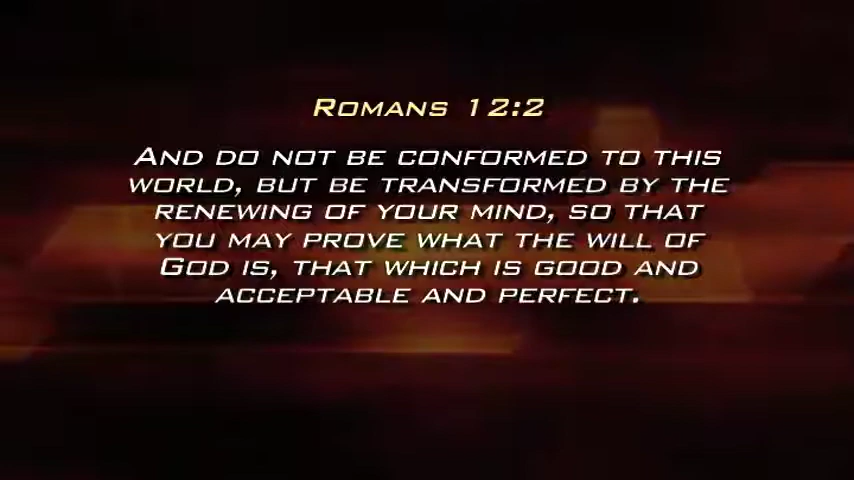 Romans 12:2
And do not be conformed to this
world, but be transformed by the
renewing of your mind, so that
you may prove what the will of
God is, that which is good and
acceptable and perfect.